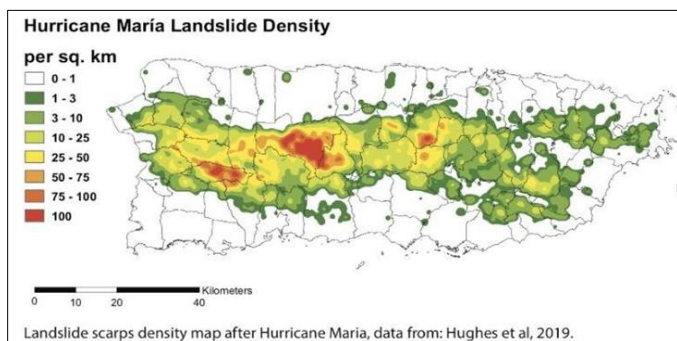 Hurricane María Landslide Density
per sq. km
0 - 1
1 - 3
3 - 10
10 - 25
25 - 50
50 - 75
75 - 100
100
Kilometers
0 10 20 40
Landslide scarps density map after Hurricane Maria, data from: Hughes et al, 2019.